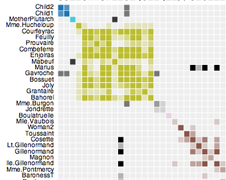 Child2
Child1
MotherPlutarch
Mme.Hucheloup
Courfeyrac
Feuilly
Prouvaire
Combeferre
Enjolras
Mabeuf
Marius
Gavroche
Bossuet
Joly
Grantaire
Bahorel
Mme.Burgon
Jondrette
Boulatruelle
Mlle.Vaubois
Woman2
Toussaint
Cosette
Lt.Gillenormand
Gillenormand
Magnon
lle.Gillenormand
Mme.Pontmercy
BaronessT